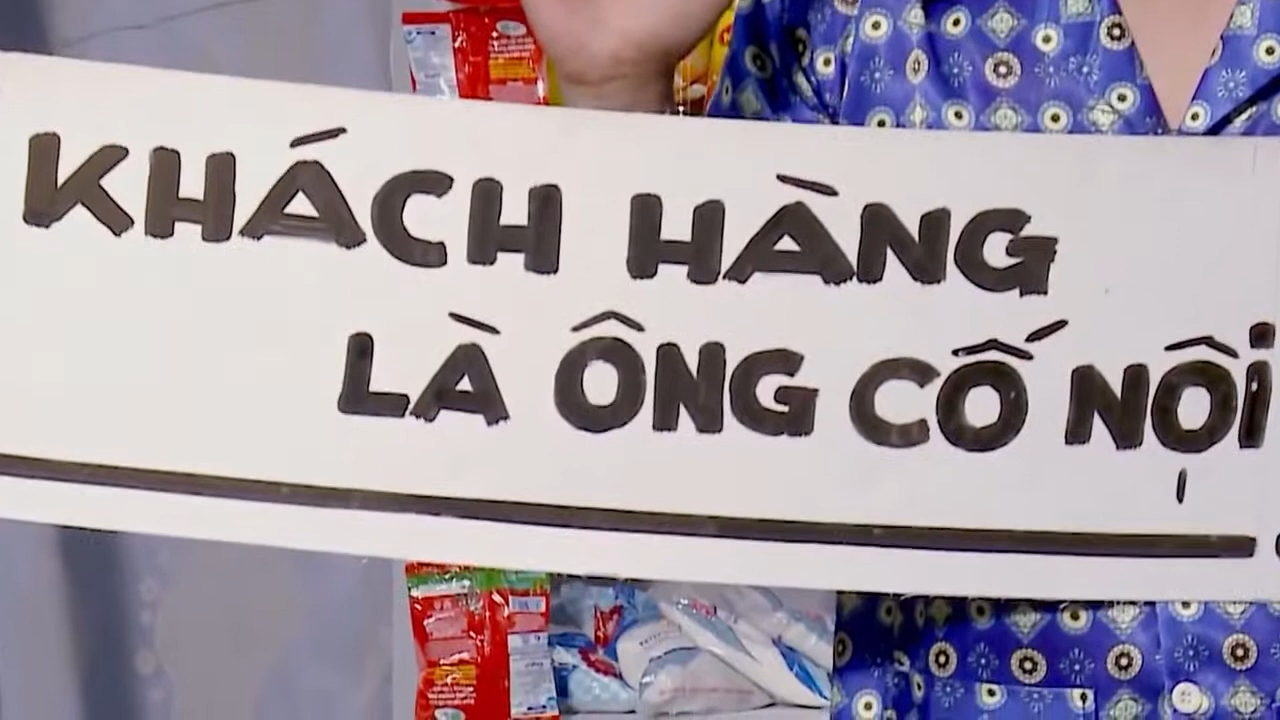 KHÁCH HÀNG
LÀ ÔNG CỐ NỘI